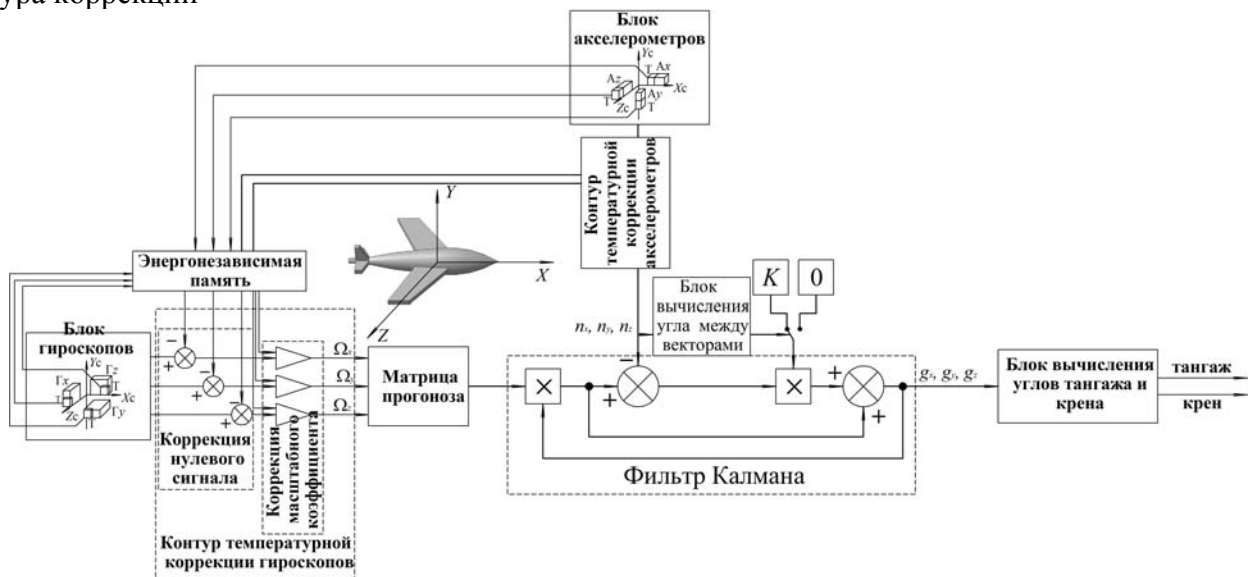 ура коррекции
Блок
акселерометров
Yc
T Ax
Az
Ay
Xc
T
Zc
T
Контур
температурной
коррекции
акселерометров
Y
X
Z
Энергонезависимая
память
Блок
гироскопов
Yc
Гz
Гx
T
T
Xc
Zc
Гy
T
−
+
−
+
−
+
Коррекция
нулевого
сигнала
Коррекция
масштабного
коэффициента
Контур температурной
коррекции гироскопов
Ωx
Ωz
Матрица
прогоноза
nx, ny, nz
Блок
вычисления
угла между
векторами
K
0
×
−
+
×
+
+
gx, gy, gz
Фильтр Калмана
Блок вычисления
углов тангажа и
крена
тангаж
крен